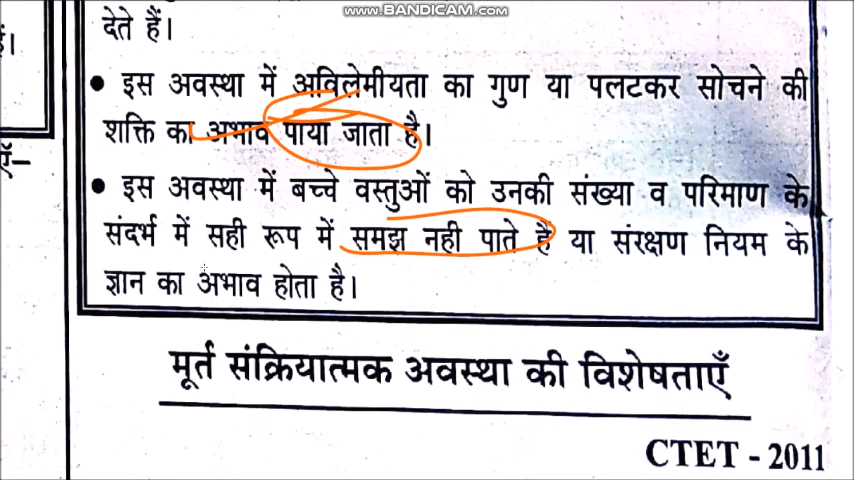 www.BANDICAM.com
देते हैं।
हैं।
• इस अवस्था में अविलेमीयता का गुण या पलटकर सोचने की
शक्ति का अभाव पाया जाता है।
• इस अवस्था में बच्चे वस्तुओं को उनकी संख्या व परिमाण के
संदर्भ में सही रूप में समझ नही पाते हैं या संरक्षण नियम के
ज्ञान का अभाव होता है।
मूर्त संक्रियात्मक अवस्था की विशेषताएँ
CTET - 2011